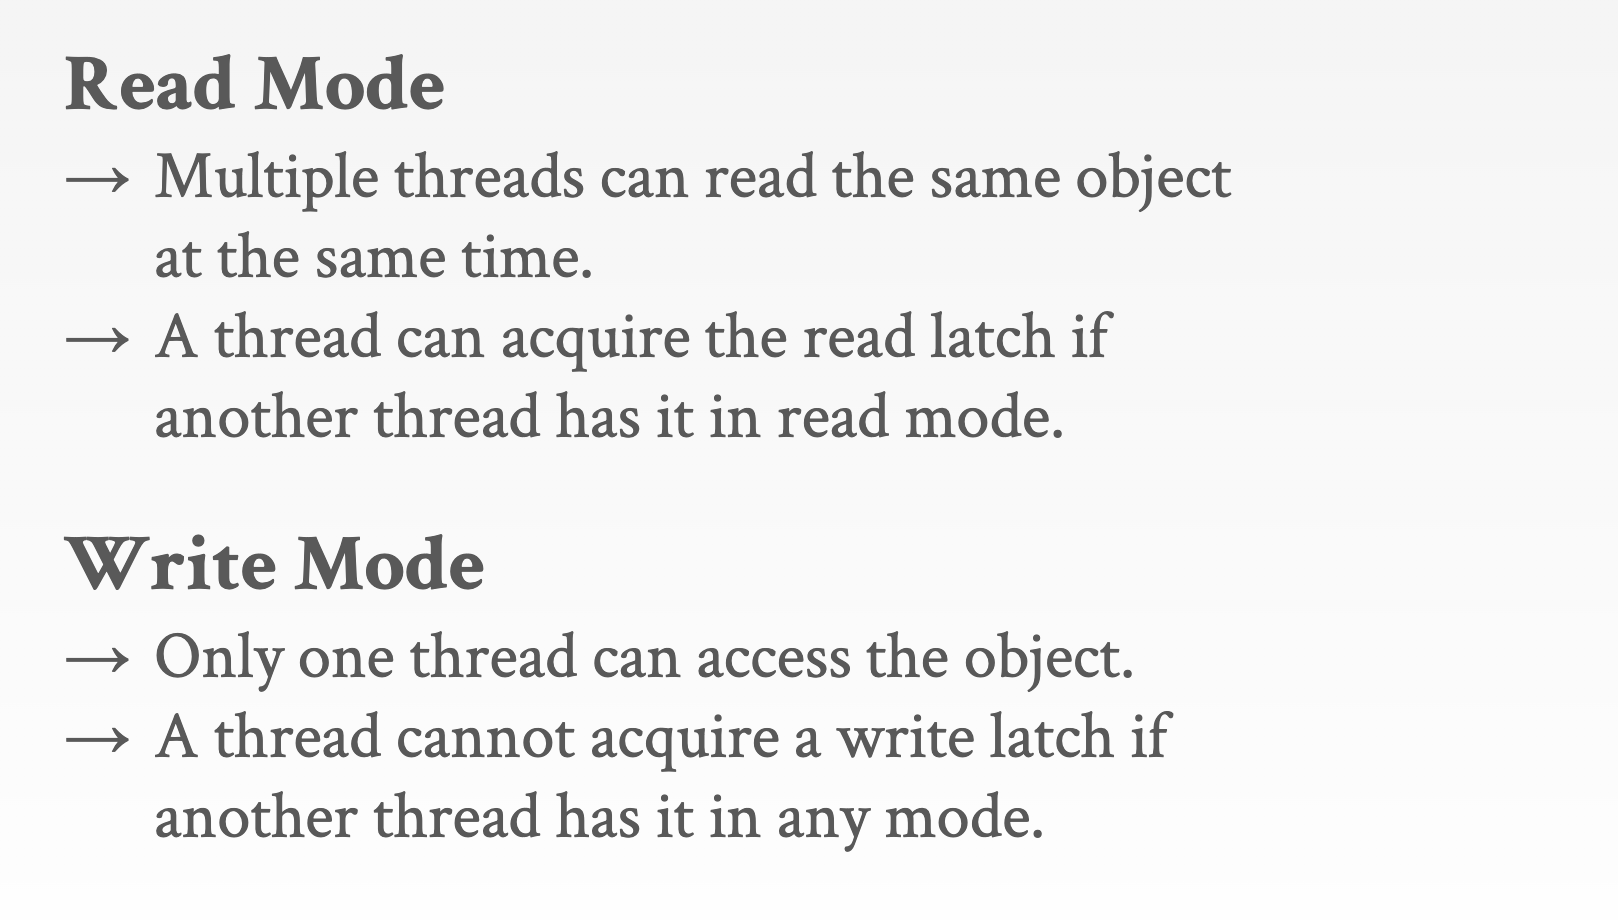 Read Mode
→ Multiple threads can read the same object
at the same time.
→ A thread can acquire the read latch if
another thread has it in read mode.
Write Mode
→ Only one thread can access the object.
→ A thread cannot acquire a write latch if
another thread has it in any mode.